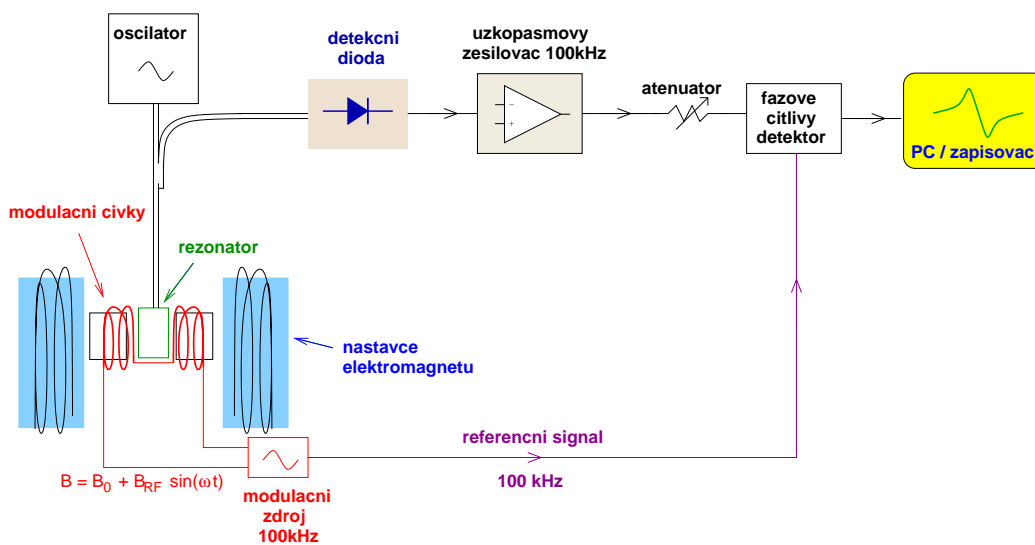 oscilator
detekcni
dioda
uzkopasmovy
zesilovac 100kHz
−
+
atenuator
fazove
citlivy
detektor
PC / zapisovac
modulacni civky
rezonator
nastavce
elektromagnetu
referencni signal
100 kHz
B = B₀ + B_RF sin(ωt)
modulacni
zdroj
100kHz